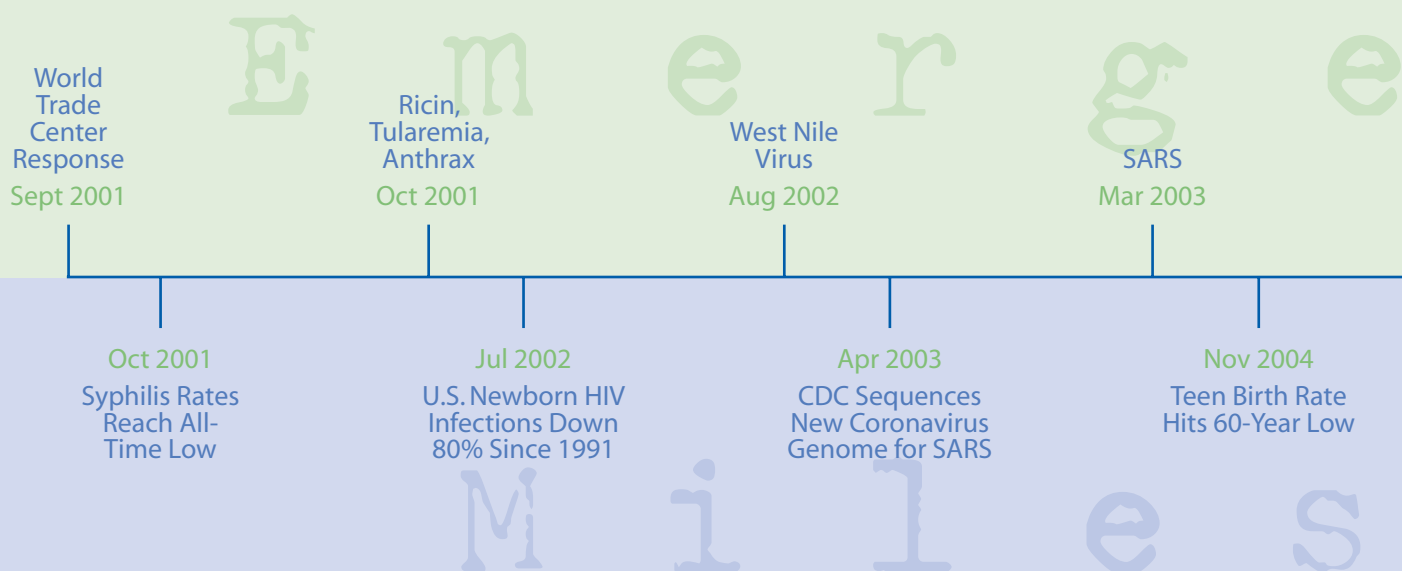 E m e r g e
World
Trade
Center
Response
Sept 2001
Ricin,
Tularemia,
Anthrax
Oct 2001
West Nile
Virus
Aug 2002
SARS
Mar 2003
Oct 2001
Syphilis Rates
Reach All-
Time Low
Jul 2002
U.S. Newborn HIV
Infections Down
80% Since 1991
Apr 2003
CDC Sequences
New Coronavirus
Genome for SARS
Nov 2004
Teen Birth Rate
Hits 60-Year Low
M i l e s